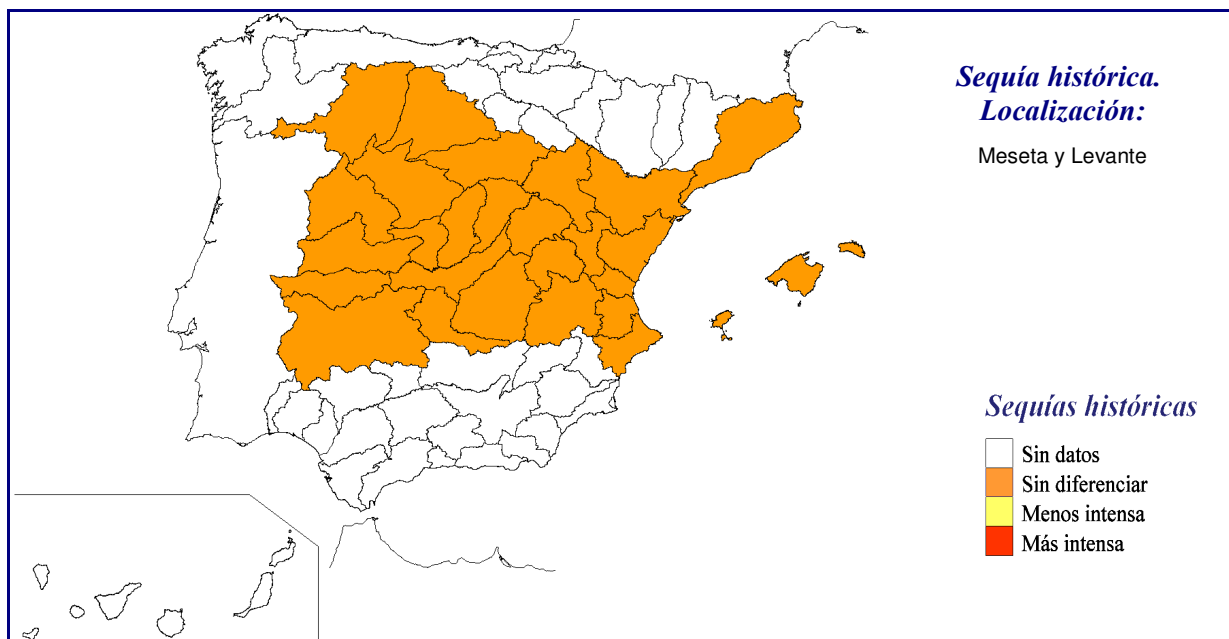 Sequía histórica.
Localización:
Meseta y Levante
Sequías históricas
Sin datos
Sin diferenciar
Menos intensa
Más intensa